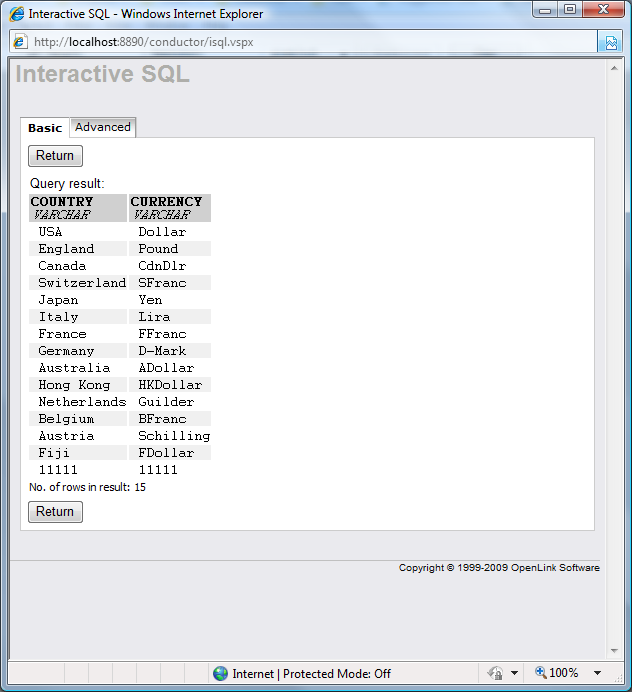 Interactive SQL - Windows Internet Explorer
http://localhost:8890/conductor/isql.vspx
Interactive SQL
Basic Advanced
Return
Query result:
COUNTRY CURRENCY
VARCHAR VARCHAR
USA Dollar
England Pound
Canada CdnDlr
Switzerland SFranc
Japan Yen
Italy Lira
France FFranc
Germany D-Mark
Australia ADollar
Hong Kong HKDollar
Netherlands Guilder
Belgium BFranc
Austria Schilling
Fiji FDollar
11111 11111
No. of rows in result: 15
Return
Copyright © 1999-2009 OpenLink Software
Internet | Protected Mode: Off 100%